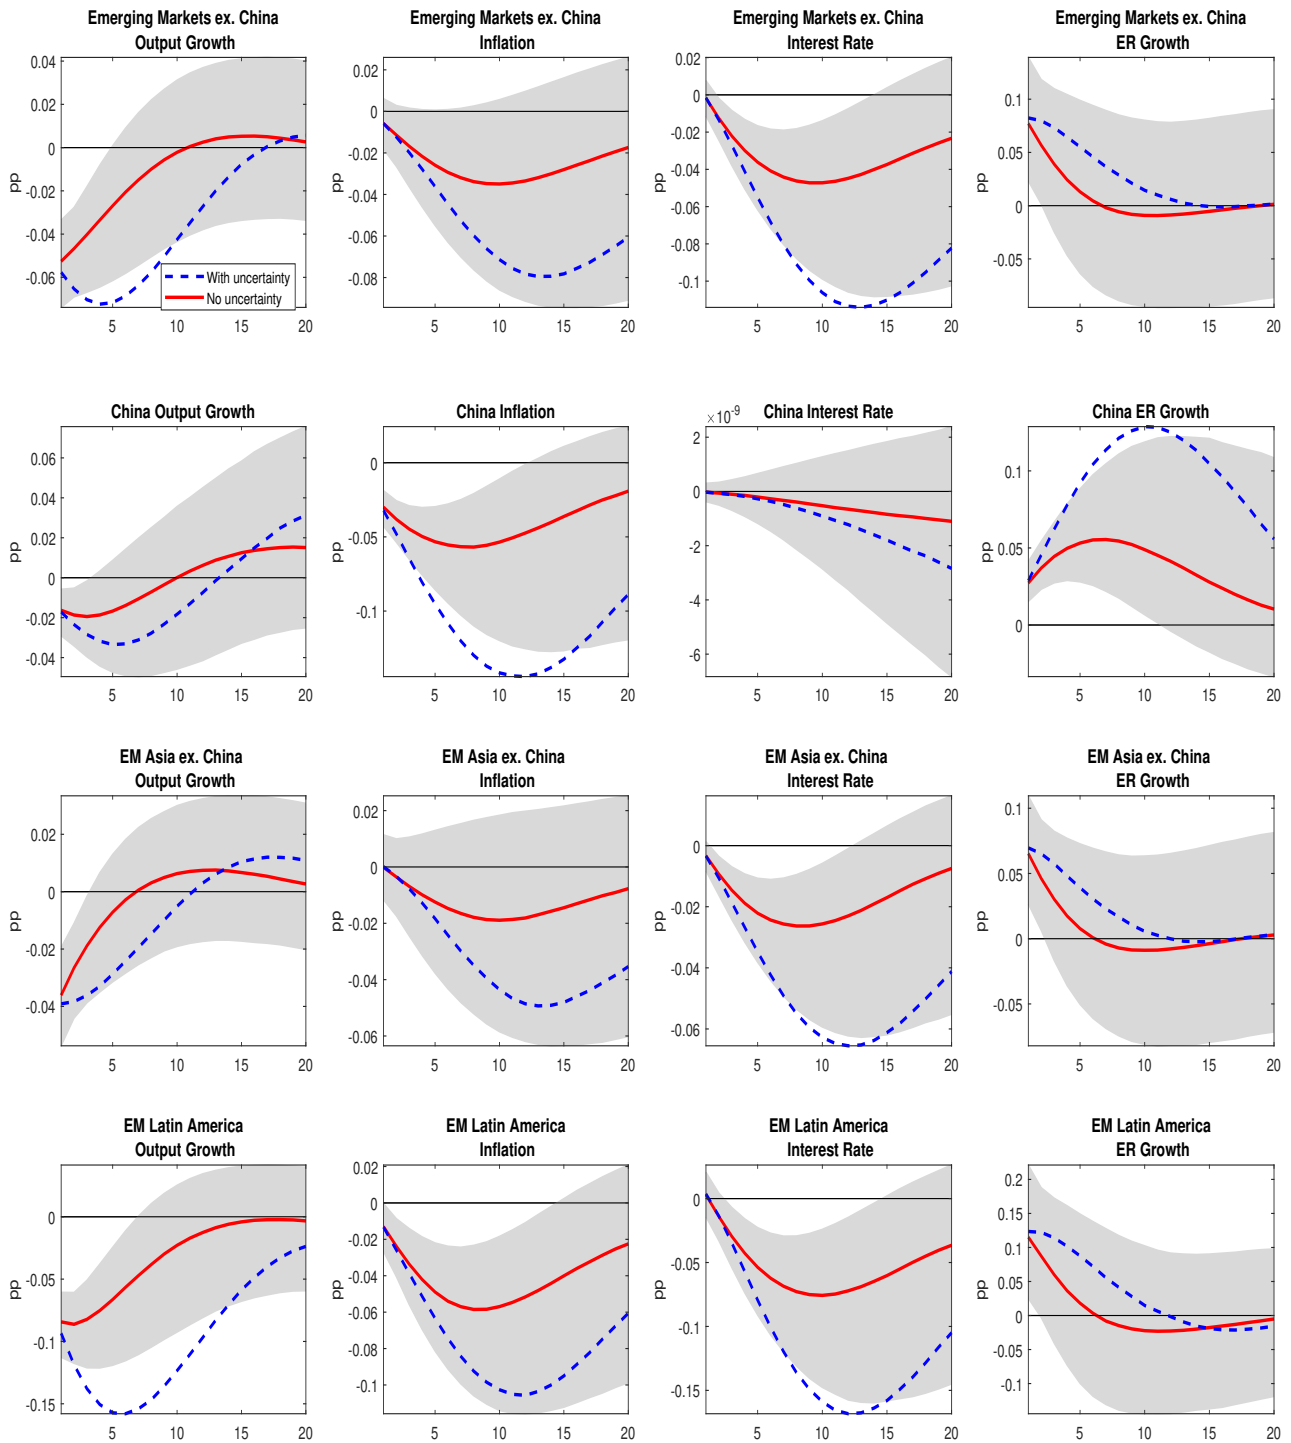 Emerging Markets ex. China
Output Growth
pp
0.04
0.02
0
-0.02
-0.04
-0.06
With uncertainty
No uncertainty
5 10 15 20
Emerging Markets ex. China
Inflation
pp
0.02
0
-0.02
-0.04
-0.06
-0.08
5 10 15 20
Emerging Markets ex. China
Interest Rate
pp
0.02
0
-0.02
-0.04
-0.06
-0.08
-0.1
5 10 15 20
Emerging Markets ex. China
ER Growth
pp
0.1
0.05
0
-0.05
5 10 15 20
China Output Growth
pp
0.06
0.04
0.02
0
-0.02
-0.04
5 10 15 20
China Inflation
pp
0
-0.05
-0.1
5 10 15 20
×10⁻⁹ China Interest Rate
2
0
-2
-4
-6
5 10 15 20
China ER Growth
pp
0.1
0.05
0
5 10 15 20
EM Asia ex. China
Output Growth
pp
0.02
0
-0.02
-0.04
5 10 15 20
EM Asia ex. China
Inflation
pp
0.02
0
-0.02
-0.04
-0.06
5 10 15 20
EM Asia ex. China
Interest Rate
pp
0
-0.02
-0.04
-0.06
5 10 15 20
EM Asia ex. China
ER Growth
pp
0.1
0.05
0
-0.05
5 10 15 20
EM Latin America
Output Growth
pp
0
-0.05
-0.1
-0.15
5 10 15 20
EM Latin America
Inflation
pp
0.02
0
-0.02
-0.04
-0.06
-0.08
-0.1
5 10 15 20
EM Latin America
Interest Rate
pp
0
-0.05
-0.1
-0.15
5 10 15 20
EM Latin America
ER Growth
pp
0.2
0.15
0.1
0.05
0
-0.05
-0.1
5 10 15 20